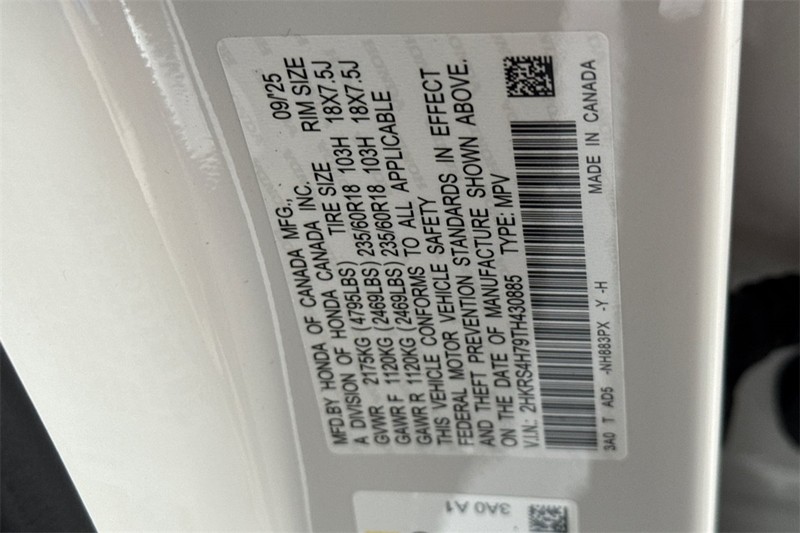 MFD.BY HONDA OF CANADA MFG., 09/'25
A DIVISION OF HONDA CANADA INC.
TIRE SIZE RIM SIZE
GVWR 2175KG (4795LBS)
GAWR F 1120KG (2469LBS) 235/60R18 103H 18X7.5J
GAWR R 1120KG (2469LBS) 235/60R18 103H 18X7.5J
THIS VEHICLE CONFORMS TO ALL APPLICABLE
FEDERAL MOTOR VEHICLE SAFETY
AND THEFT PREVENTION STANDARDS IN EFFECT
ON THE DATE OF MANUFACTURE SHOWN ABOVE.
V.I.N.: 2HKRS4H79TH430885 TYPE: MPV
3A0 T AD5 -NH883PX -Y -H MADE IN CANADA
3A0 A1